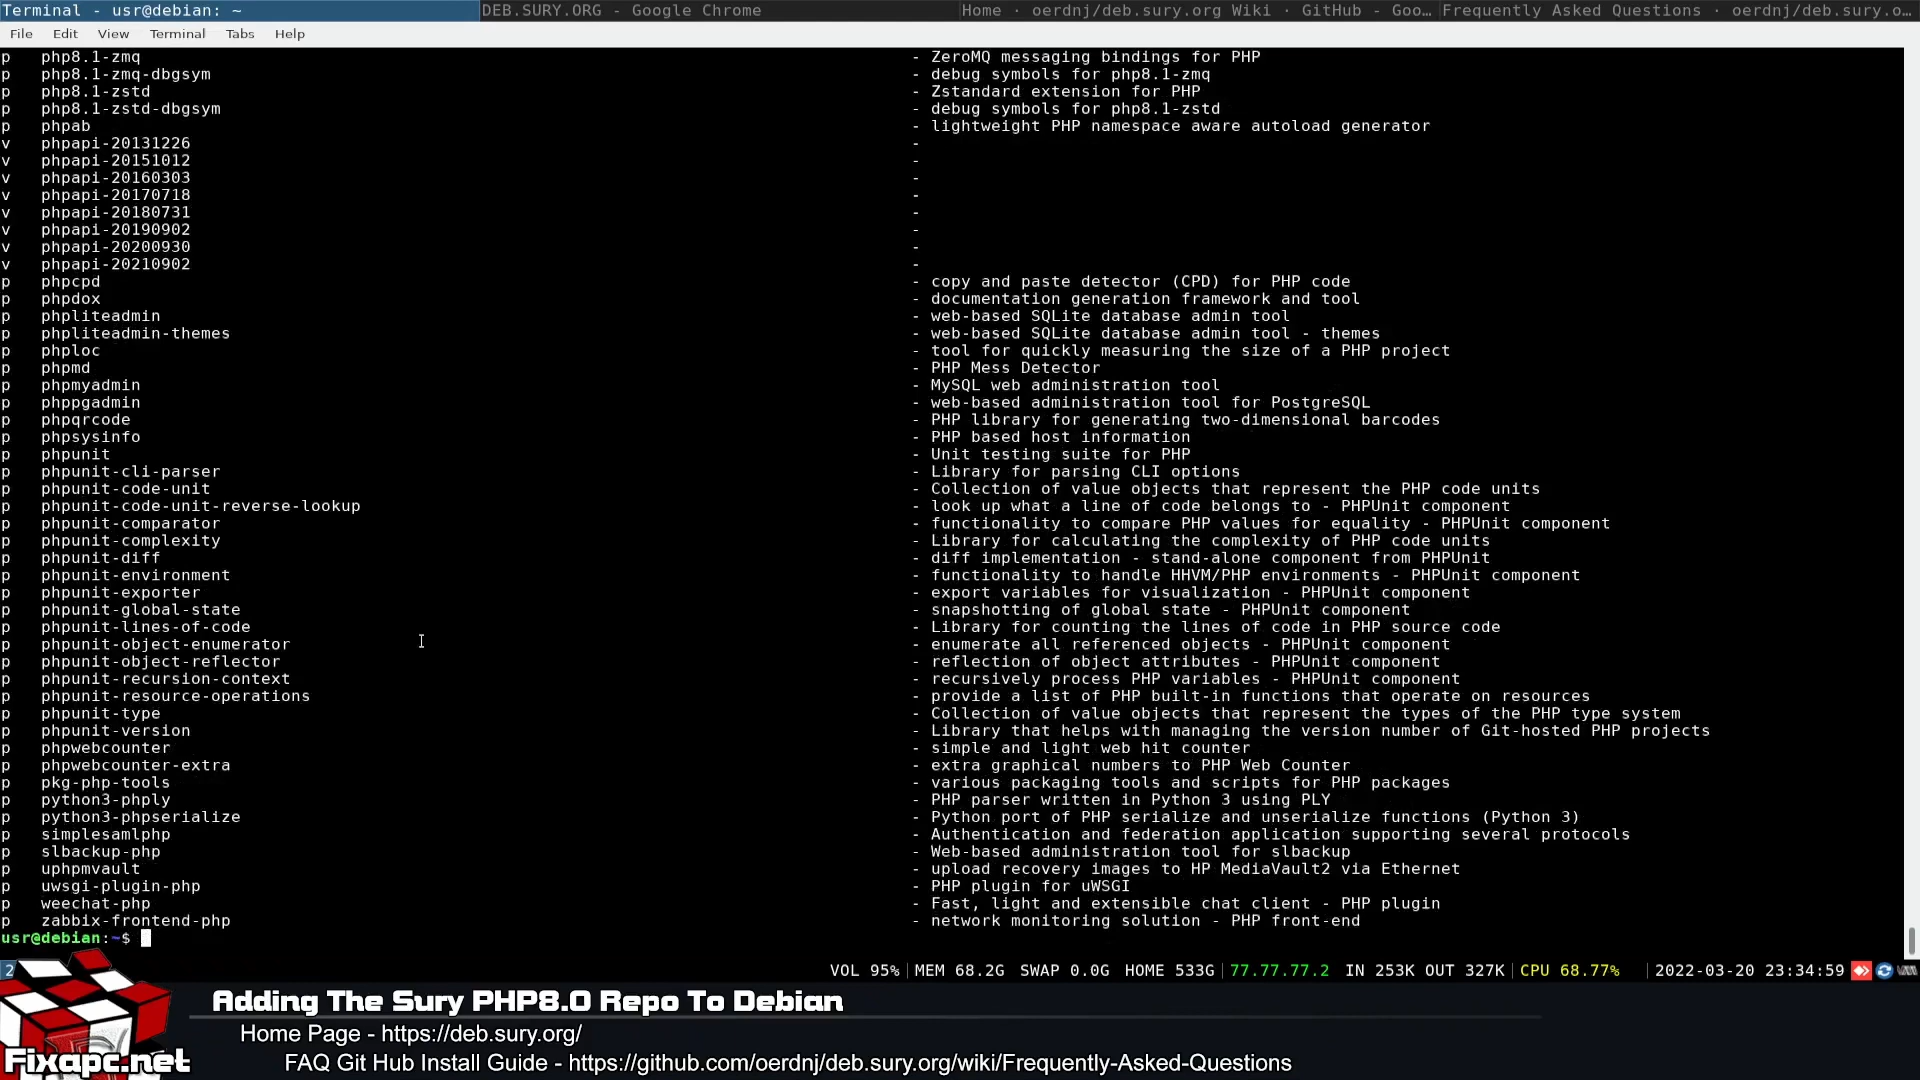 Terminal - usr@debian: ~ DEB.SURY.ORG - Google Chrome Home · oerdnj/deb.sury.org Wiki · GitHub - Goo… Frequently Asked Questions · oerdnj/deb.sury.o…
File Edit View Terminal Tabs Help
p php8.1-zmq - ZeroMQ messaging bindings for PHP
p php8.1-zmq-dbgsym - debug symbols for php8.1-zmq
p php8.1-zstd - Zstandard extension for PHP
p php8.1-zstd-dbgsym - debug symbols for php8.1-zstd
p phpab - lightweight PHP namespace aware autoload generator
v phpapi-20131226 -
v phpapi-20151012 -
v phpapi-20160303 -
v phpapi-20170718 -
v phpapi-20180731 -
v phpapi-20190902 -
v phpapi-20200930 -
v phpapi-20210902 -
p phpcpd - copy and paste detector (CPD) for PHP code
p phpdox - documentation generation framework and tool
p phpliteadmin - web-based SQLite database admin tool
p phpliteadmin-themes - web-based SQLite database admin tool - themes
p phploc - tool for quickly measuring the size of a PHP project
p phpmd - PHP Mess Detector
p phpmyadmin - MySQL web administration tool
p phppgadmin - web-based administration tool for PostgreSQL
p phpqrcode - PHP library for generating two-dimensional barcodes
p phpsysinfo - PHP based host information
p phpunit - Unit testing suite for PHP
p phpunit-cli-parser - Library for parsing CLI options
p phpunit-code-unit - Collection of value objects that represent the PHP code units
p phpunit-code-unit-reverse-lookup - look up what a line of code belongs to - PHPUnit component
p phpunit-comparator - functionality to compare PHP values for equality - PHPUnit component
p phpunit-complexity - Library for calculating the complexity of PHP code units
p phpunit-diff - diff implementation - stand-alone component from PHPUnit
p phpunit-environment - functionality to handle HHVM/PHP environments - PHPUnit component
p phpunit-exporter - export variables for visualization - PHPUnit component
p phpunit-global-state - snapshotting of global state - PHPUnit component
p phpunit-lines-of-code - Library for counting the lines of code in PHP source code
p phpunit-object-enumerator - enumerate all referenced objects - PHPUnit component
p phpunit-object-reflector - reflection of object attributes - PHPUnit component
p phpunit-recursion-context - recursively process PHP variables - PHPUnit component
p phpunit-resource-operations - provide a list of PHP built-in functions that operate on resources
p phpunit-type - Collection of value objects that represent the types of the PHP type system
p phpunit-version - Library that helps with managing the version number of Git-hosted PHP projects
p phpwebcounter - simple and light web hit counter
p phpwebcounter-extra - extra graphical numbers to PHP Web Counter
p pkg-php-tools - various packaging tools and scripts for PHP packages
p python3-phply - PHP parser written in Python 3 using PLY
p python3-phpserialize - Python port of PHP serialize and unserialize functions (Python 3)
p simplesamlphp - Authentication and federation application supporting several protocols
p slbackup-php - Web-based administration tool for slbackup
p uphpmvault - upload recovery images to HP MediaVault2 via Ethernet
p uwsgi-plugin-php - PHP plugin for uWSGI
p weechat-php - Fast, light and extensible chat client - PHP plugin
p zabbix-frontend-php - network monitoring solution - PHP front-end
usr@debian:~$
2 VOL 95% MEM 68.2G SWAP 0.0G HOME 533G 77.77.77.2 IN 253K OUT 327K CPU 68.77% 2022-03-20 23:34:59
Adding The Sury PHP8.0 Repo To Debian
Home Page - https://deb.sury.org/
FAQ Git Hub Install Guide - https://github.com/oerdnj/deb.sury.org/wiki/Frequently-Asked-Questions
Fixapc.net